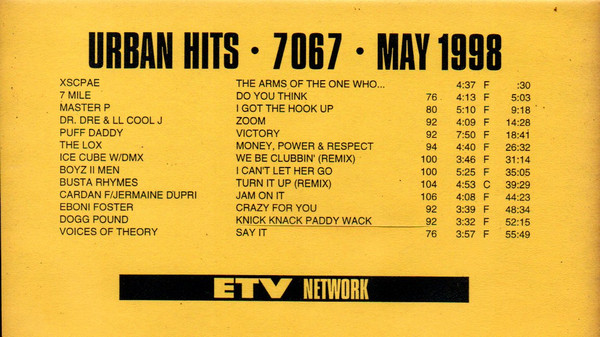 URBAN HITS • 7067 • MAY 1998
XSCPAE THE ARMS OF THE ONE WHO... 4:37 F :30
7 MILE DO YOU THINK 76 4:13 F 5:03
MASTER P I GOT THE HOOK UP 80 5:10 F 9:18
DR. DRE & LL COOL J ZOOM 92 4:09 F 14:28
PUFF DADDY VICTORY 92 7:50 F 18:41
THE LOX MONEY, POWER & RESPECT 94 4:40 F 26:32
ICE CUBE W/DMX WE BE CLUBBIN' (REMIX) 100 3:46 F 31:14
BOYZ II MEN I CAN'T LET HER GO 100 5:25 F 35:05
BUSTA RHYMES TURN IT UP (REMIX) 104 4:53 C 39:29
CARDAN F/JERMAINE DUPRI JAM ON IT 106 4:08 F 44:23
EBONI FOSTER CRAZY FOR YOU 92 3:39 F 48:34
DOGG POUND KNICK KNACK PADDY WACK 92 3:32 F 52:15
VOICES OF THEORY SAY IT 76 3:57 F 55:49
ETV NETWORK